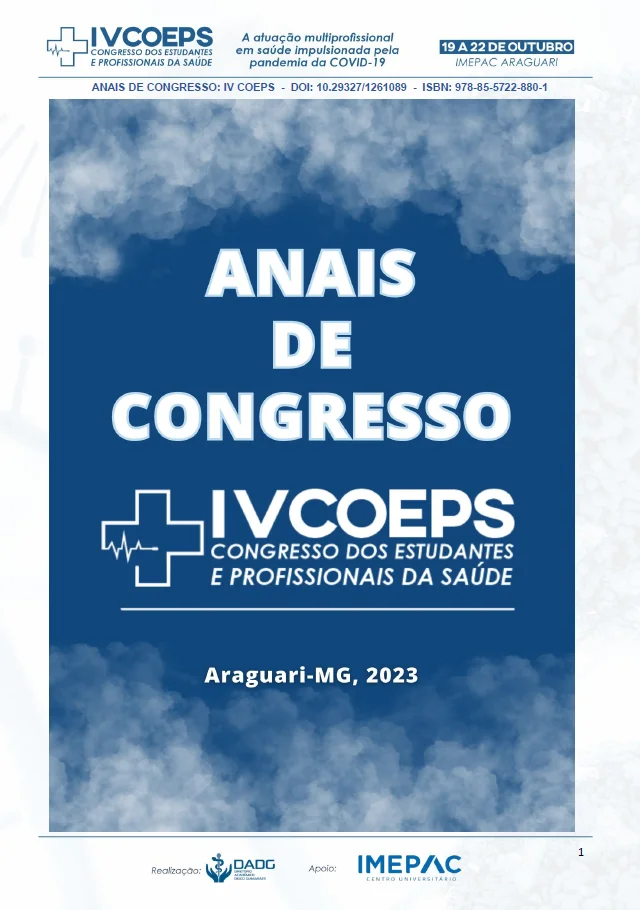 IVCOEPS
CONGRESSO DOS ESTUDANTES
E PROFISSIONAIS DA SAÚDE
A atuação multiprofissional
em saúde impulsionada pela
pandemia da COVID-19
19 A 22 DE OUTUBRO
IMEPAC ARAGUARI
ANAIS DE CONGRESSO: IV COEPS - DOI: 10.29327/1261089 - ISBN: 978-85-5722-880-1
ANAIS
DE
CONGRESSO
IVCOEPS
CONGRESSO DOS ESTUDANTES
E PROFISSIONAIS DA SAÚDE
Araguari-MG, 2023
1
Realização:
DADG
DIRETÓRIO
ACADÊMICO
Apoio:
IMEPAC
CENTRO UNIVERSITÁRIO